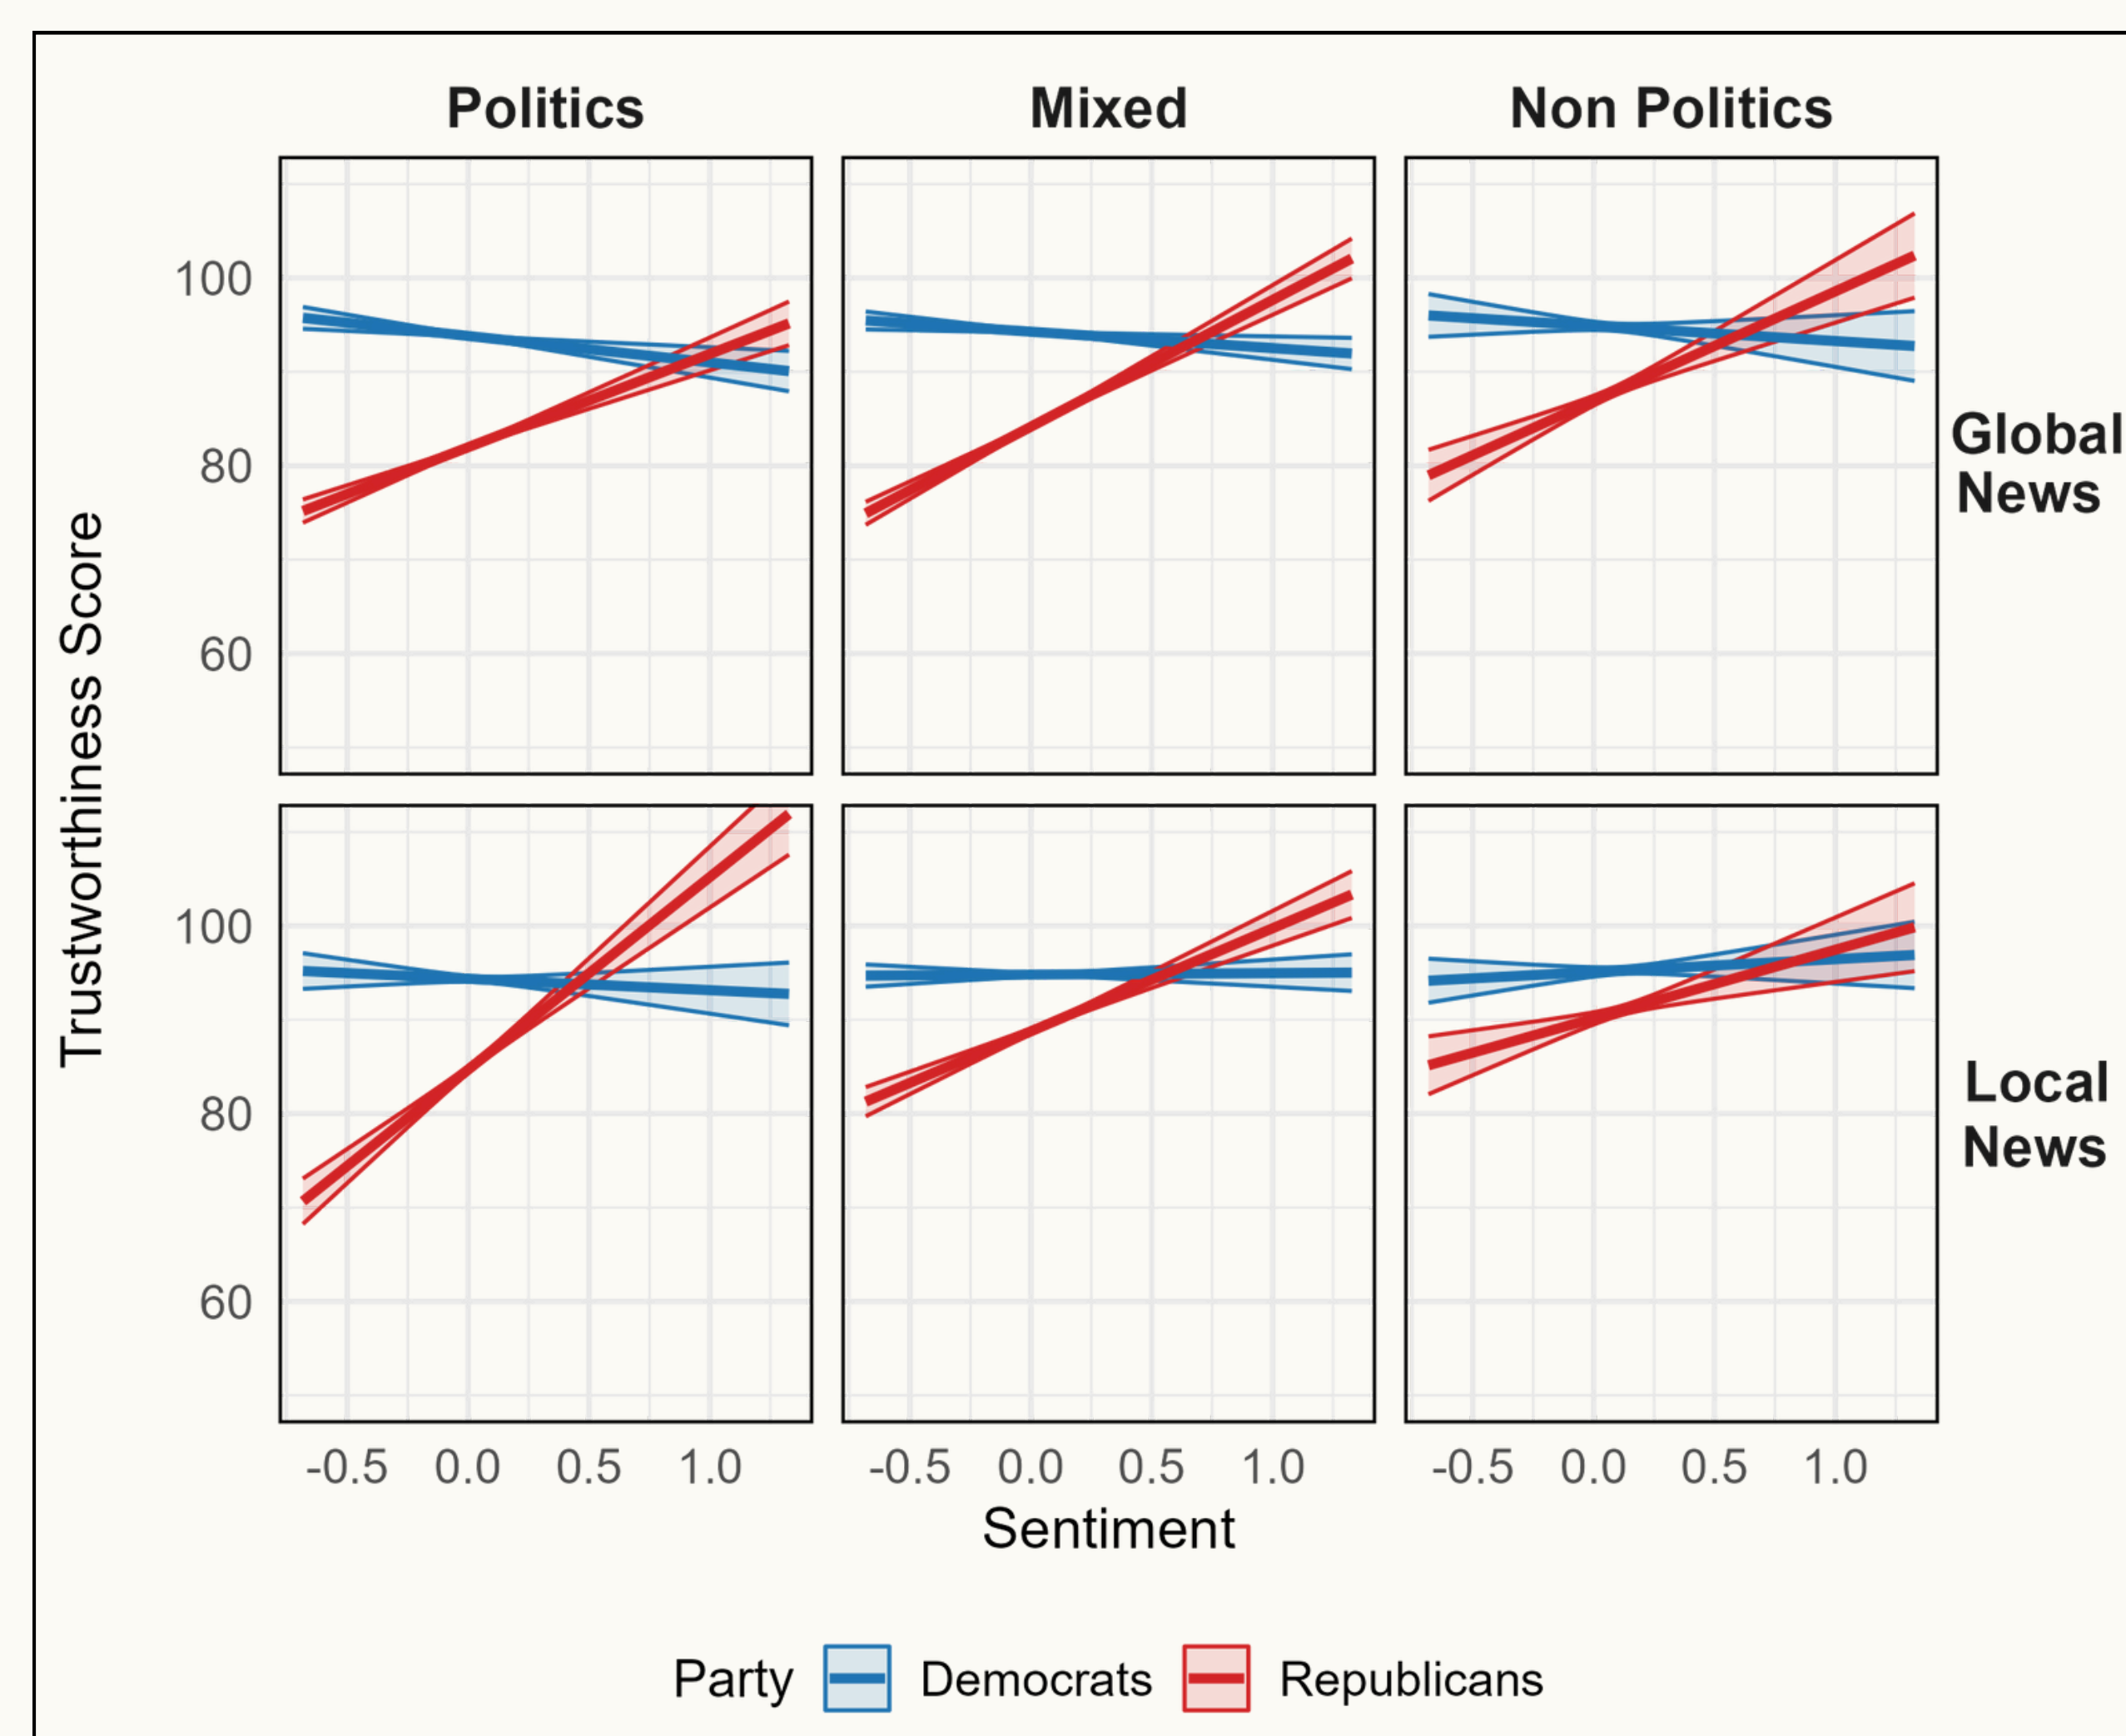 Politics Mixed Non Politics
100
80
60
Global
News
Trustworthiness Score
100
80
60
Local
News
-0.5 0.0 0.5 1.0 -0.5 0.0 0.5 1.0 -0.5 0.0 0.5 1.0
Sentiment
Party Democrats Republicans